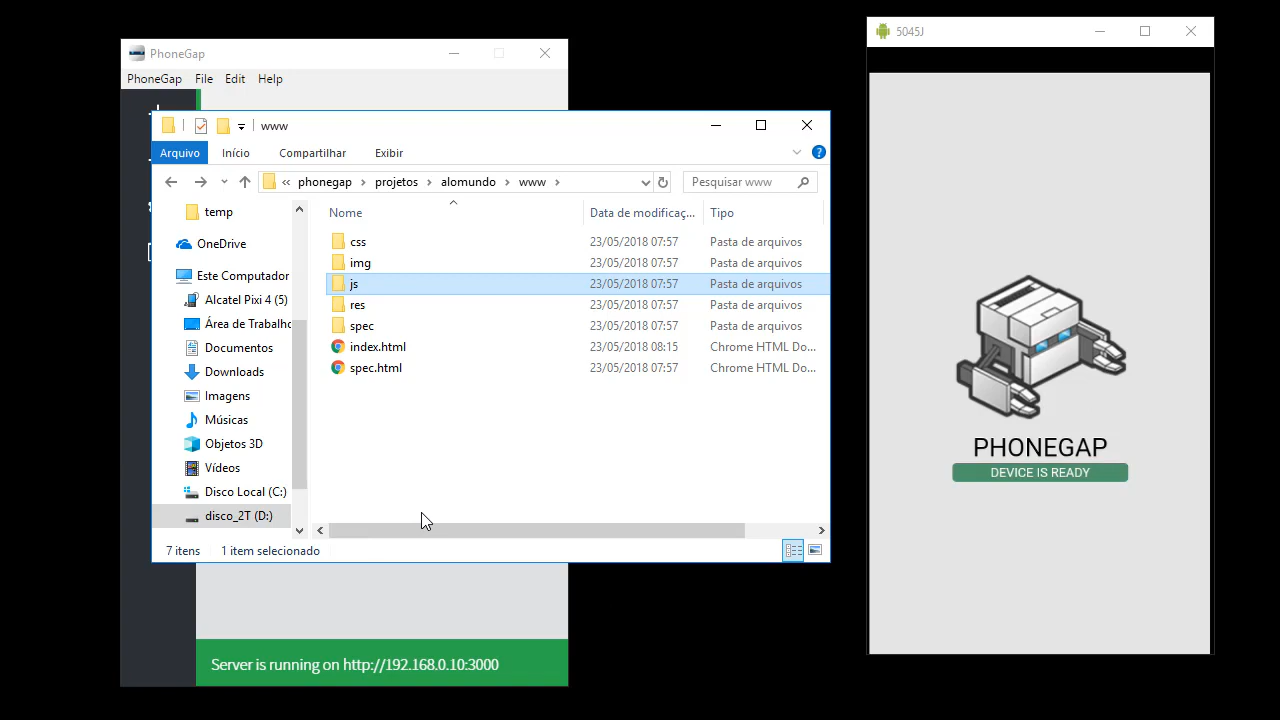 PhoneGap
PhoneGap File Edit Help
www
Arquivo Início Compartilhar Exibir
« phonegap › projetos › alomundo › www ›
Pesquisar www
temp
OneDrive
Este Computador
Alcatel Pixi 4 (5)
Área de Trabalho
Documentos
Downloads
Imagens
Músicas
Objetos 3D
Vídeos
Disco Local (C:)
disco_2T (D:)
Nome Data de modificaç... Tipo
css 23/05/2018 07:57 Pasta de arquivos
img 23/05/2018 07:57 Pasta de arquivos
js 23/05/2018 07:57 Pasta de arquivos
res 23/05/2018 07:57 Pasta de arquivos
spec 23/05/2018 07:57 Pasta de arquivos
index.html 23/05/2018 08:15 Chrome HTML Do...
spec.html 23/05/2018 07:57 Chrome HTML Do...
7 itens 1 item selecionado
Server is running on http://192.168.0.10:3000
5045J
PHONEGAP
DEVICE IS READY